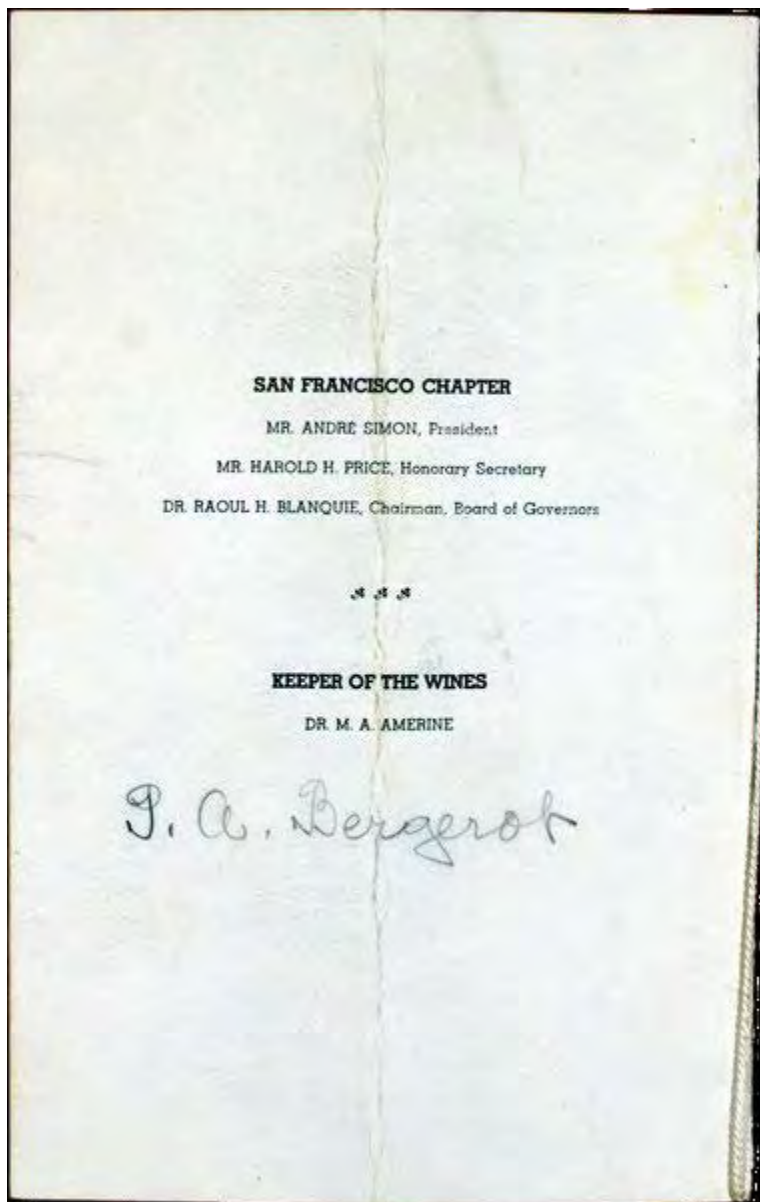 SAN FRANCISCO CHAPTER
MR. ANDRÉ SIMON, President
MR. HAROLD H. PRICE, Honorary Secretary
DR. RAOUL H. BLANQUIE, Chairman, Board of Governors
KEEPER OF THE WINES
DR. M. A. AMERINE
P. A. Bergerot